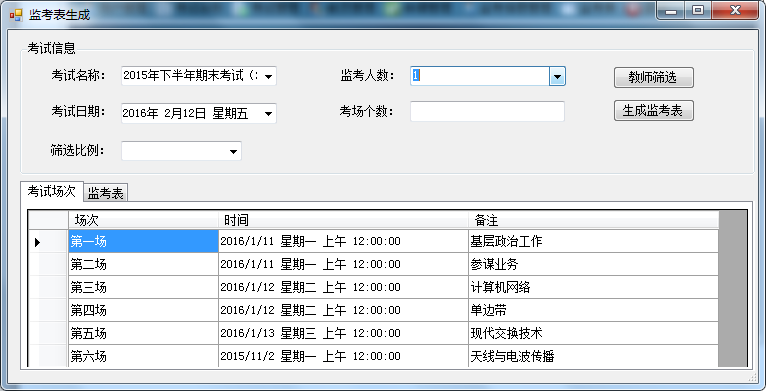 监考表生成
考试信息
考试名称: 2015年下半年期末考试（ 监考人数: 1 教师筛选
考试日期: 2016年 2月12日 星期五 考场个数: 生成监考表
筛选比例:
考试场次 监考表
场次 时间 备注
第一场 2016/1/11 星期一 上午 12:00:00 基层政治工作
第二场 2016/1/11 星期一 上午 12:00:00 参谋业务
第三场 2016/1/12 星期二 上午 12:00:00 计算机网络
第四场 2016/1/12 星期二 上午 12:00:00 单边带
第五场 2016/1/13 星期三 上午 12:00:00 现代交换技术
第六场 2015/11/2 星期一 上午 12:00:00 天线与电波传播